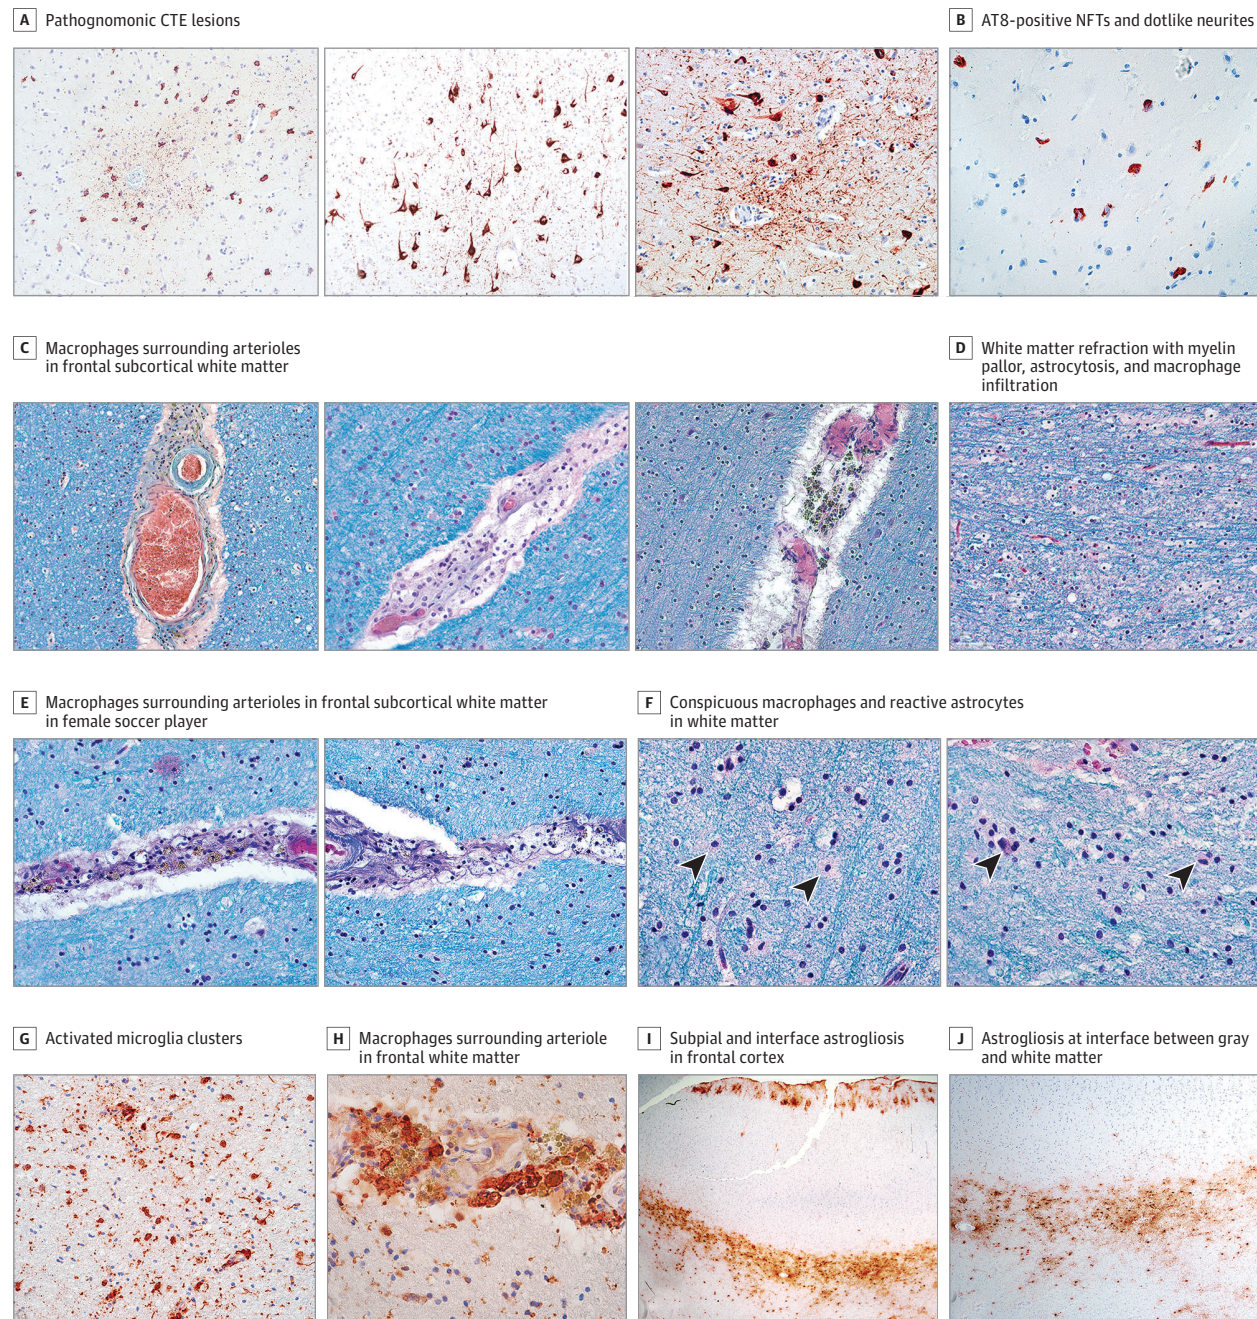 A Pathognomonic CTE lesions
B AT8-positive NFTs and dotlike neurites
C Macrophages surrounding arterioles
in frontal subcortical white matter
D White matter refraction with myelin
pallor, astrocytosis, and macrophage
infiltration
E Macrophages surrounding arterioles in frontal subcortical white matter
in female soccer player
F Conspicuous macrophages and reactive astrocytes
in white matter
G Activated microglia clusters
H Macrophages surrounding arteriole
in frontal white matter
I Subpial and interface astrogliosis
in frontal cortex
J Astrogliosis at interface between gray
and white matter